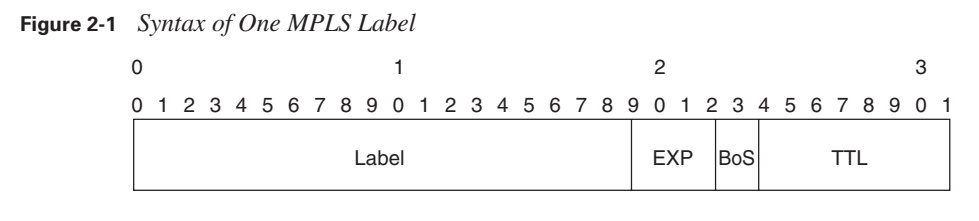 Figure 2-1 Syntax of One MPLS Label
0 1 2 3
0 1 2 3 4 5 6 7 8 9 0 1 2 3 4 5 6 7 8 9 0 1 2 3 4 5 6 7 8 9 0 1
Label EXP BoS TTL